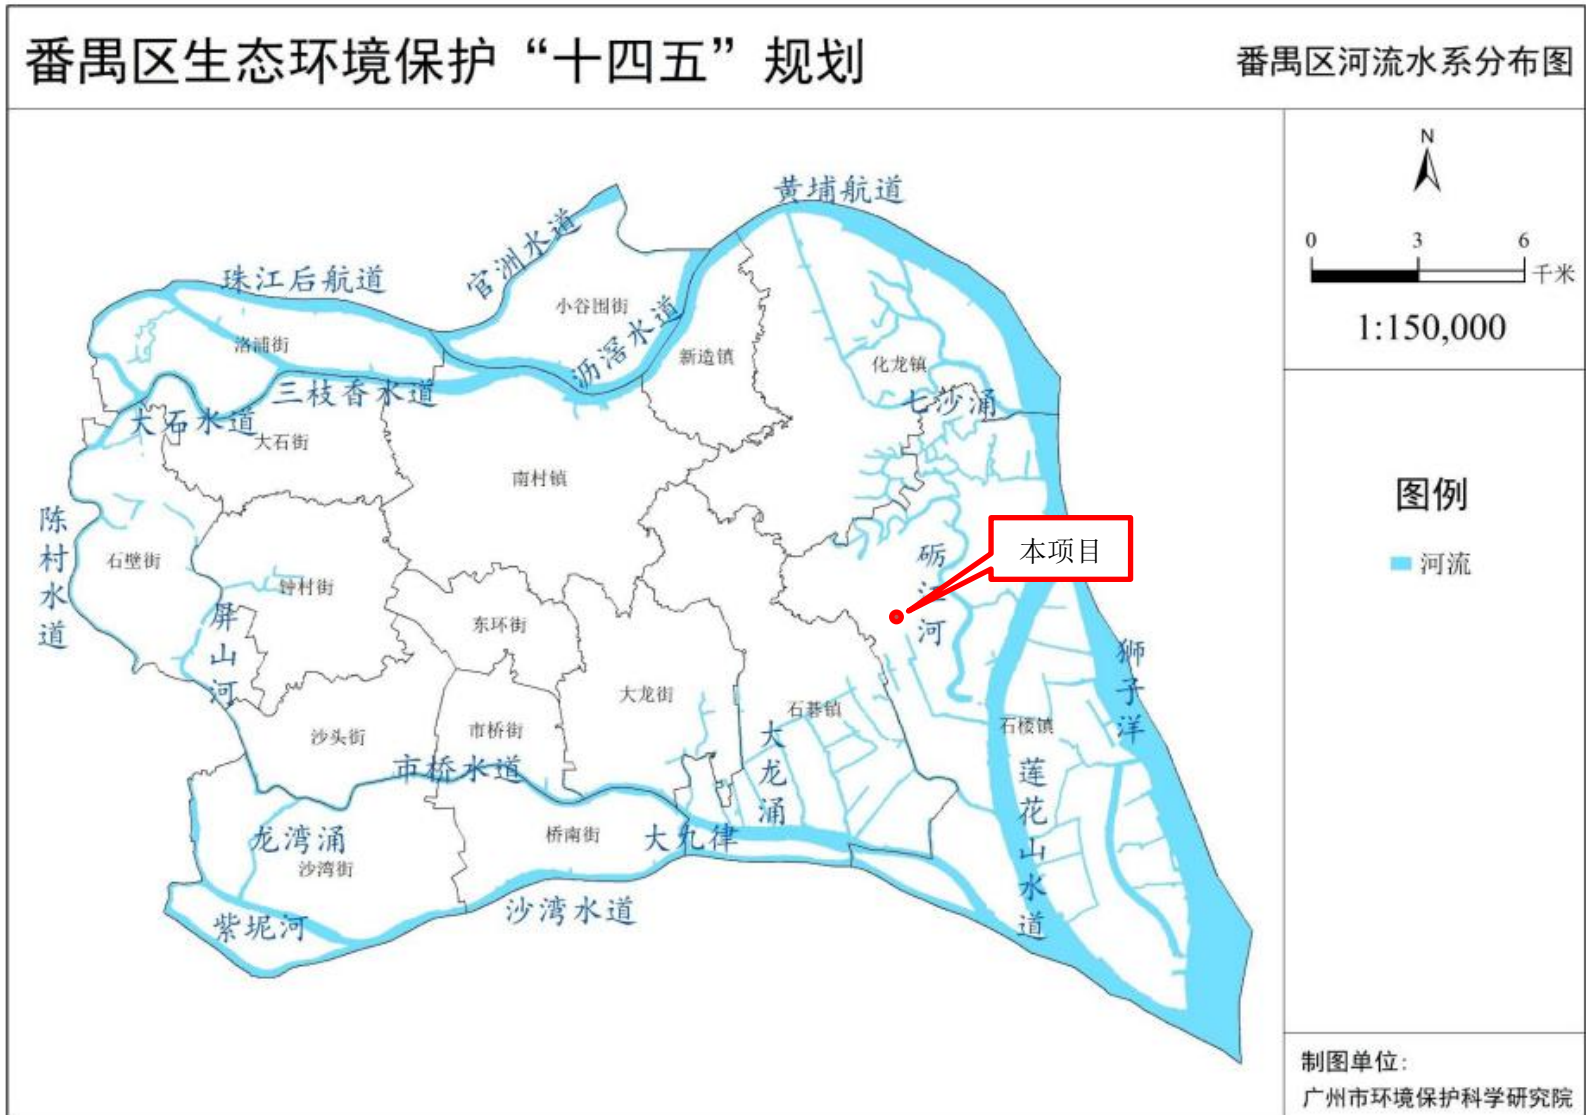 番禺区生态环境保护“十四五”规划
番禺区河流水系分布图
N
0 3 6
千米
1:150,000
图例
河流
制图单位：
广州市环境保护科学研究院
黄埔航道
官洲水道
珠江后航道
小谷围街
沥滘水道
洛浦街
新造镇
化龙镇
三枝香水道
七沙涌
大石水道
大石街
南村镇
陈村水道
石壁街
钟村街
砺江河
本项目
东环街
屏山河
狮子洋
大龙街
石碁镇
沙头街
市桥街
石楼镇
市桥水道
大龙涌
莲花山水道
龙湾涌
桥南街
大九律
沙湾街
紫坭河
沙湾水道